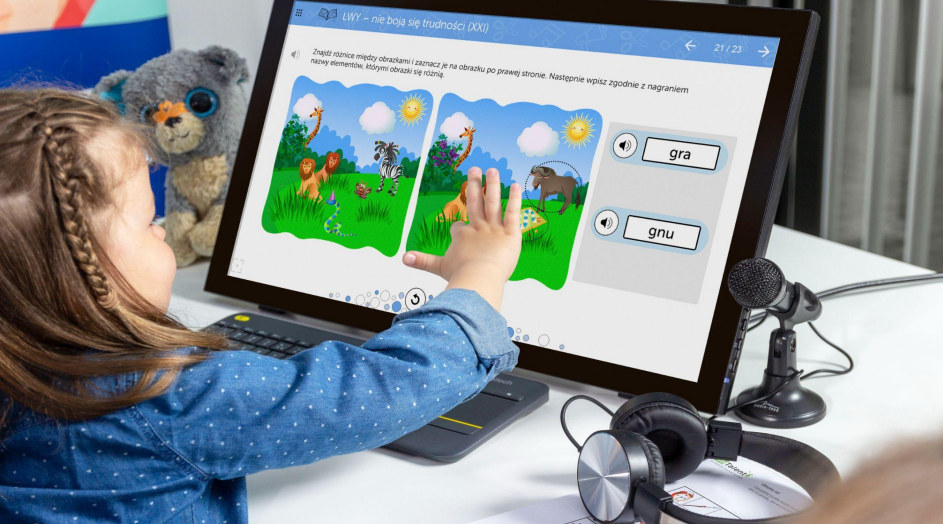 LWY – nie boją się trudności (XXI)
21 / 23
Znajdź różnice między obrazkami i zaznacz je na obrazku po prawej stronie. Następnie wpisz zgodnie z nagraniem
nazwy elementów, którymi obrazki się różnią.
gra
gnu
Talent